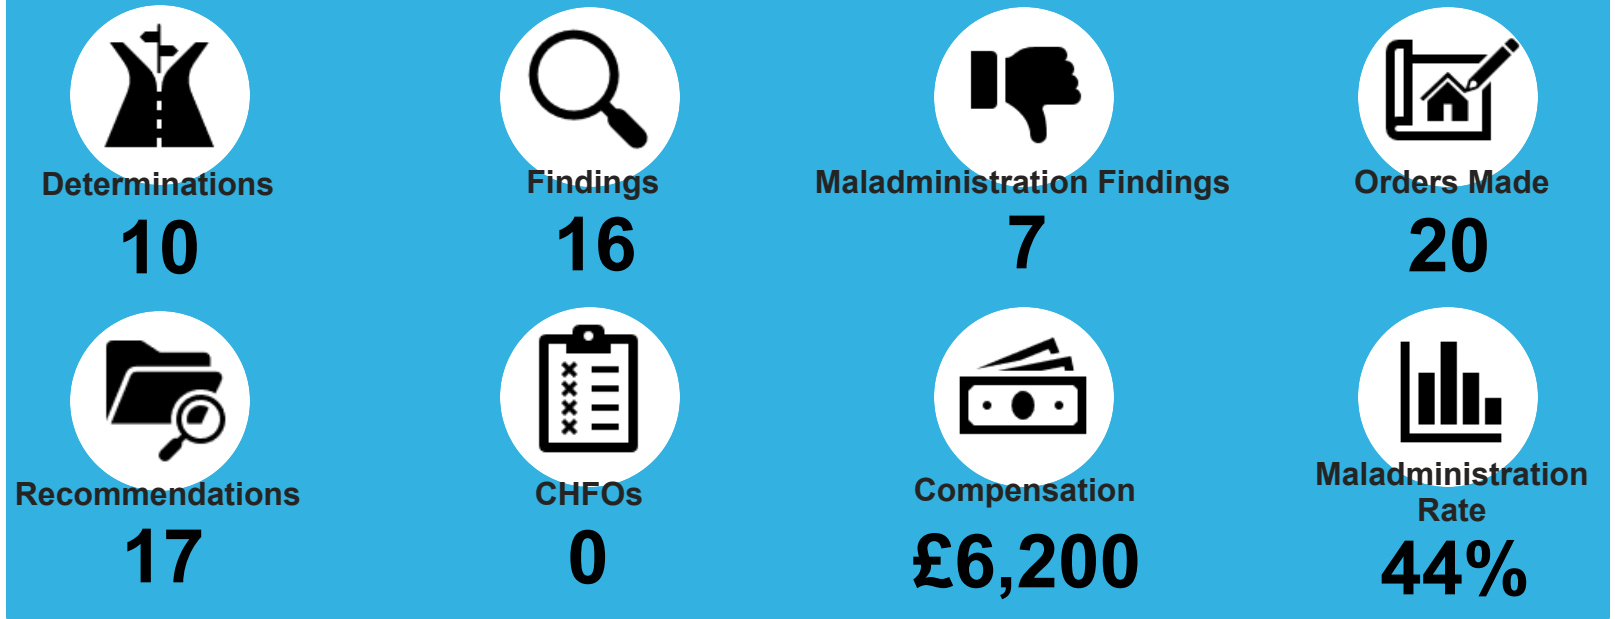 Determinations
10
Findings
16
Maladministration Findings
7
Orders Made
20
Recommendations
17
CHFOs
0
Compensation
£6,200
Maladministration
Rate
44%